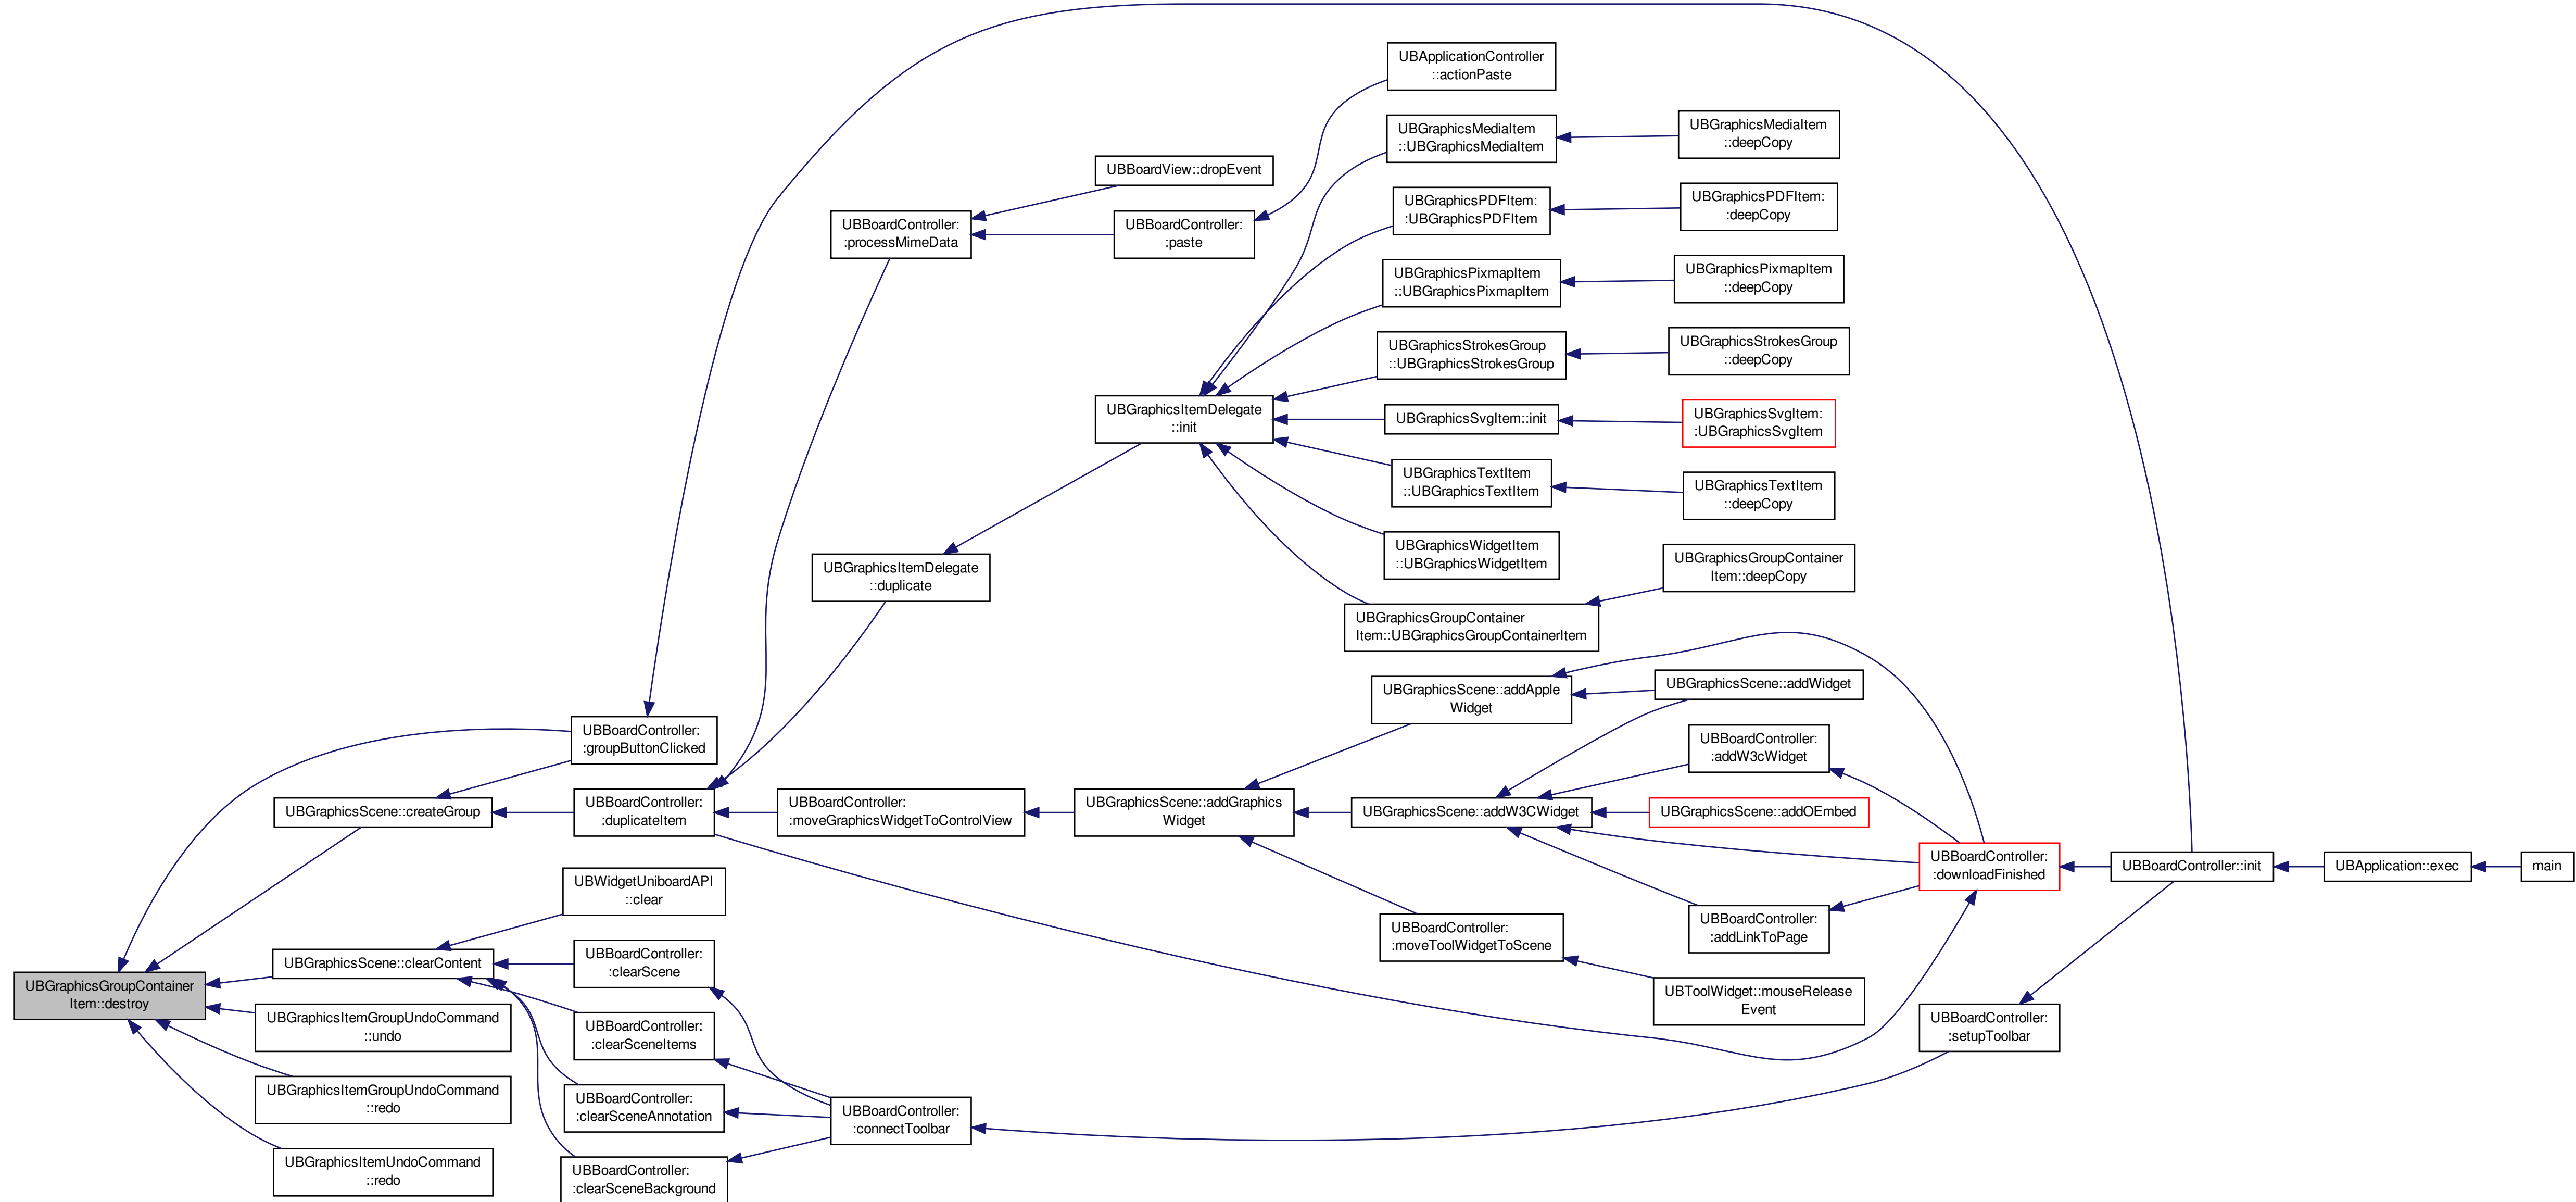 UBApplicationController
::actionPaste
UBGraphicsMediaItem
::UBGraphicsMediaItem
UBGraphicsMediaItem
::deepCopy
UBBoardView::dropEvent
UBBoardController:
:processMimeData
UBBoardController:
:paste
UBGraphicsPDFItem:
:UBGraphicsPDFItem
UBGraphicsPDFItem:
:deepCopy
UBGraphicsPixmapItem
::UBGraphicsPixmapItem
UBGraphicsPixmapItem
::deepCopy
UBGraphicsStrokesGroup
::UBGraphicsStrokesGroup
UBGraphicsStrokesGroup
::deepCopy
UBGraphicsItemDelegate
::init
UBGraphicsSvgItem::init
UBGraphicsSvgItem:
:UBGraphicsSvgItem
UBGraphicsTextItem
::UBGraphicsTextItem
UBGraphicsTextItem
::deepCopy
UBGraphicsWidgetItem
::UBGraphicsWidgetItem
UBGraphicsItemDelegate
::duplicate
UBGraphicsGroupContainer
Item::deepCopy
UBGraphicsGroupContainer
Item::UBGraphicsGroupContainerItem
UBGraphicsScene::addApple
Widget
UBGraphicsScene::addWidget
UBBoardController:
:groupButtonClicked
UBBoardController:
:addW3cWidget
UBGraphicsScene::createGroup
UBBoardController:
:duplicateItem
UBBoardController:
:moveGraphicsWidgetToControlView
UBGraphicsScene::addGraphics
Widget
UBGraphicsScene::addW3CWidget
UBGraphicsScene::addOEmbed
UBBoardController:
:downloadFinished
UBBoardController::init
UBApplication::exec
main
UBWidgetUniboardAPI
::clear
UBBoardController:
:addLinkToPage
UBBoardController:
:moveToolWidgetToScene
UBGraphicsScene::clearContent
UBBoardController:
:clearScene
UBGraphicsGroupContainer
Item::destroy
UBToolWidget::mouseRelease
Event
UBGraphicsItemGroupUndoCommand
::undo
UBBoardController:
:clearSceneItems
UBBoardController:
:setupToolbar
UBGraphicsItemGroupUndoCommand
::redo
UBBoardController:
:clearSceneAnnotation
UBBoardController:
:connectToolbar
UBGraphicsItemUndoCommand
::redo
UBBoardController:
:clearSceneBackground